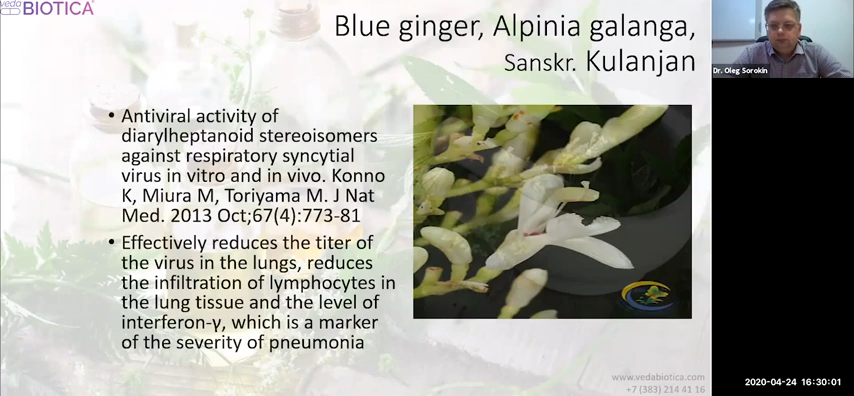 veda
BIOTICA
Blue ginger, Alpinia galanga,
Sanskr. Kulanjan
• Antiviral activity of
diarylheptanoid stereoisomers
against respiratory syncytial
virus in vitro and in vivo. Konno
K, Miura M, Toriyama M. J Nat
Med. 2013 Oct;67(4):773-81
• Effectively reduces the titer of
the virus in the lungs, reduces
the infiltration of lymphocytes in
the lung tissue and the level of
interferon-γ, which is a marker
of the severity of pneumonia
www.vedabiotica.com
+7 (383) 214 41 16
Dr. Oleg Sorokin
2020-04-24 16:30:01